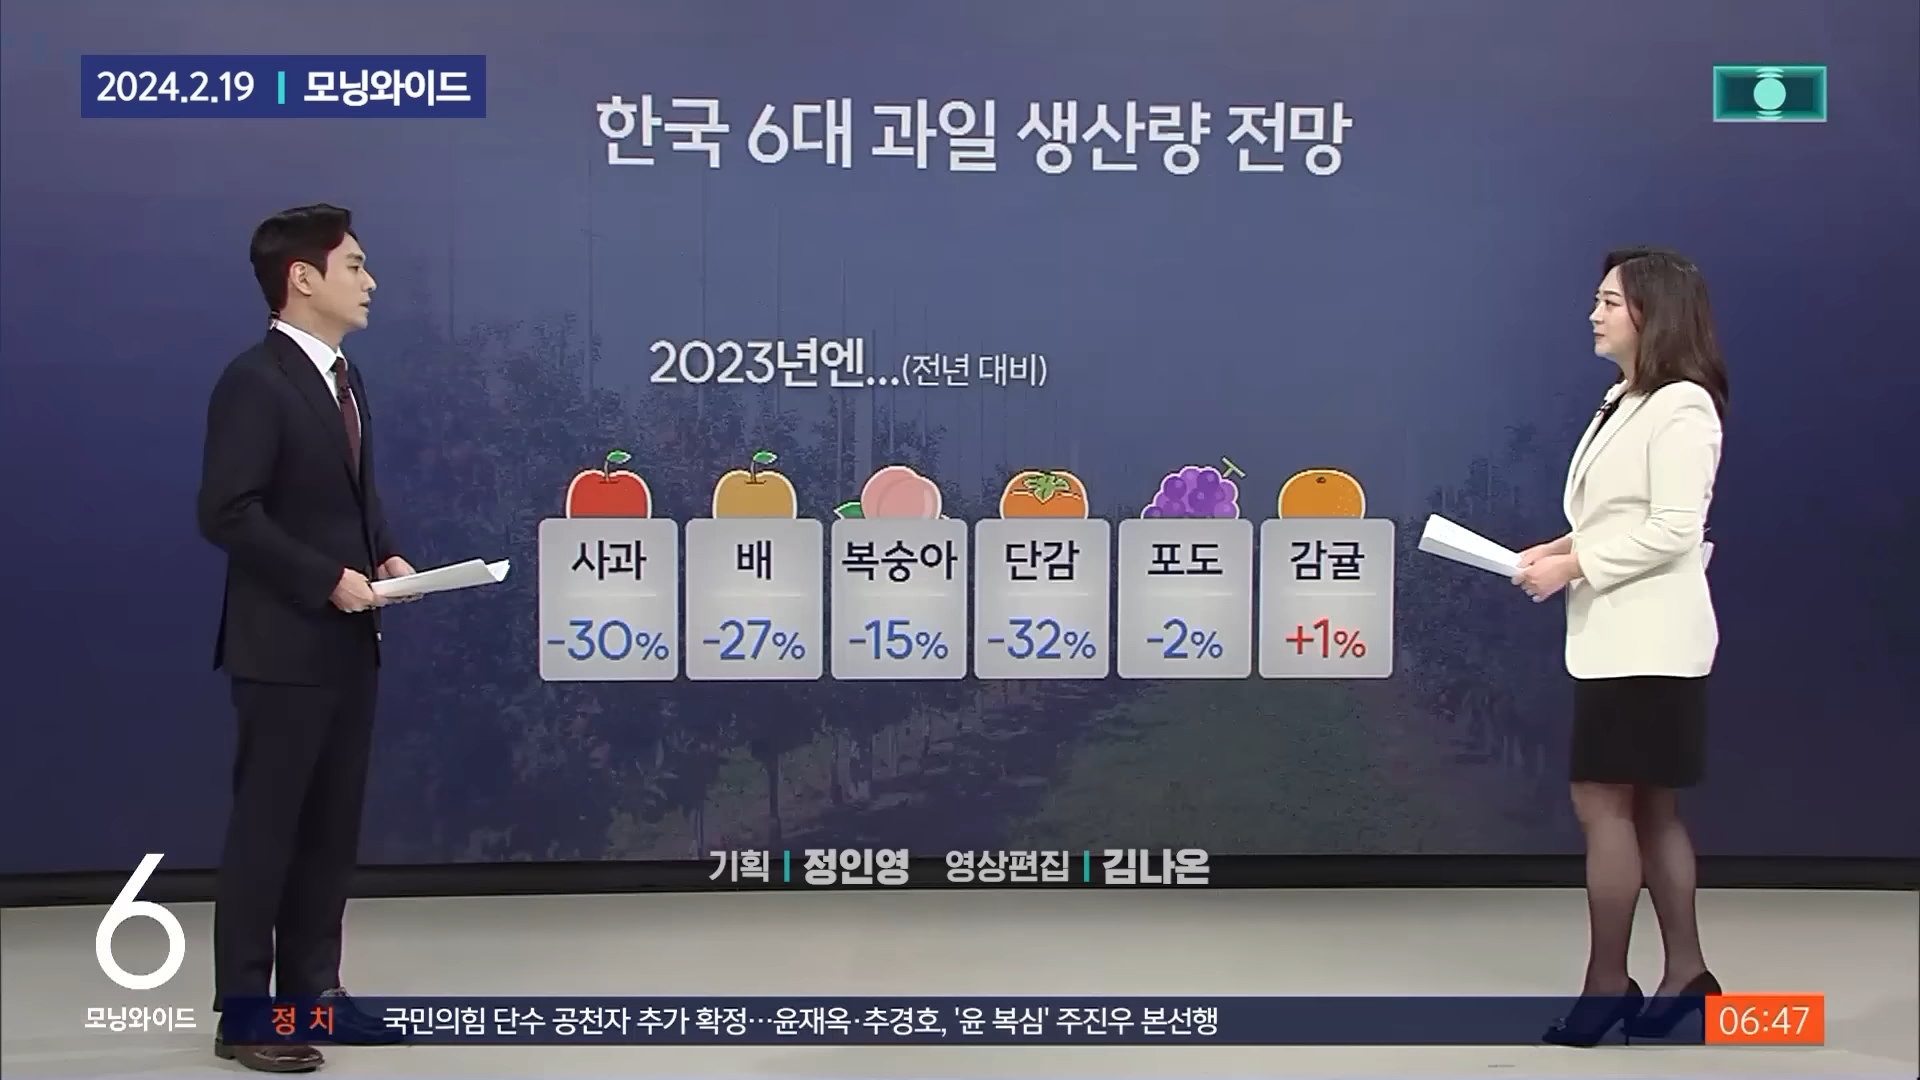 2024.2.19 | 모닝와이드
한국 6대 과일 생산량 전망
2023년엔...(전년 대비)
사과 배 복숭아 단감 포도 감귤
-30% -27% -15% -32% -2% +1%
기획 | 정인영 영상편집 | 김나온
6
모닝와이드
정치 국민의힘 단수 공천자 추가 확정…윤재옥·추경호, '윤 복심' 주진우 본선행
06:47